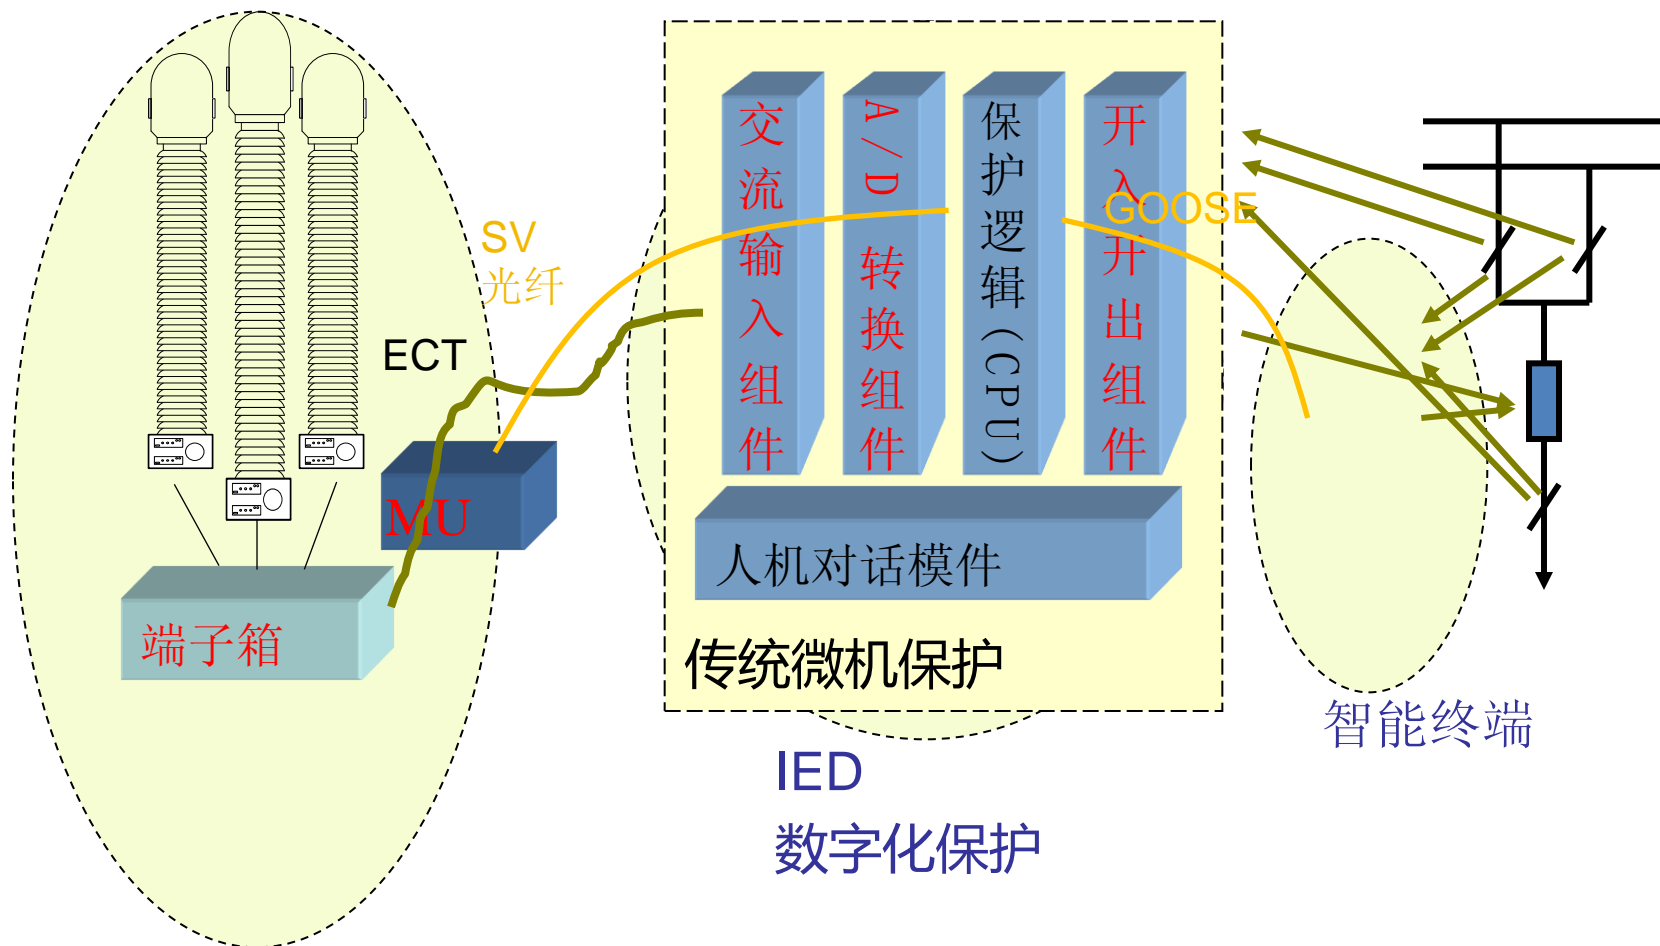 SV
光纤
ECT
MU
端子箱
交流输入组件
A/D 转换组件
保护逻辑(CPU)
开入开出组件
GOOSE
人机对话模件
传统微机保护
IED
数字化保护
智能终端